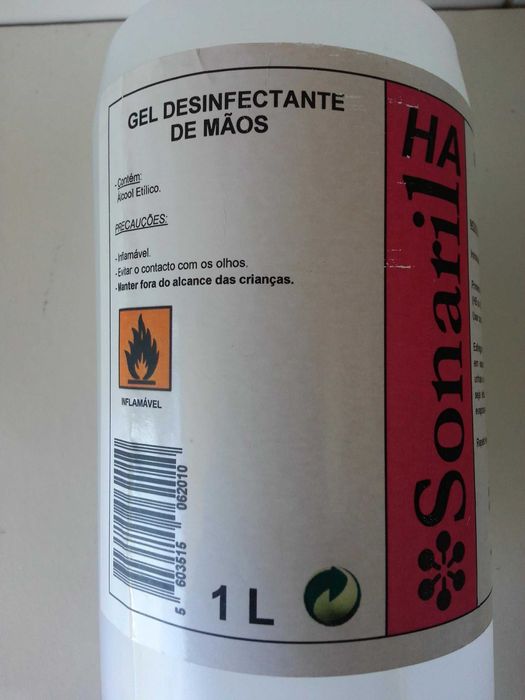 GEL DESINFECTANTE
DE MÃOS
- Contém:
Álcool Etílico.
PRECAUÇÕES:
- Inflamável.
- Evitar o contacto com os olhos.
- Manter fora do alcance das crianças.
INFLAMÁVEL
5 603515 062010
1 L
HA
Sonaril